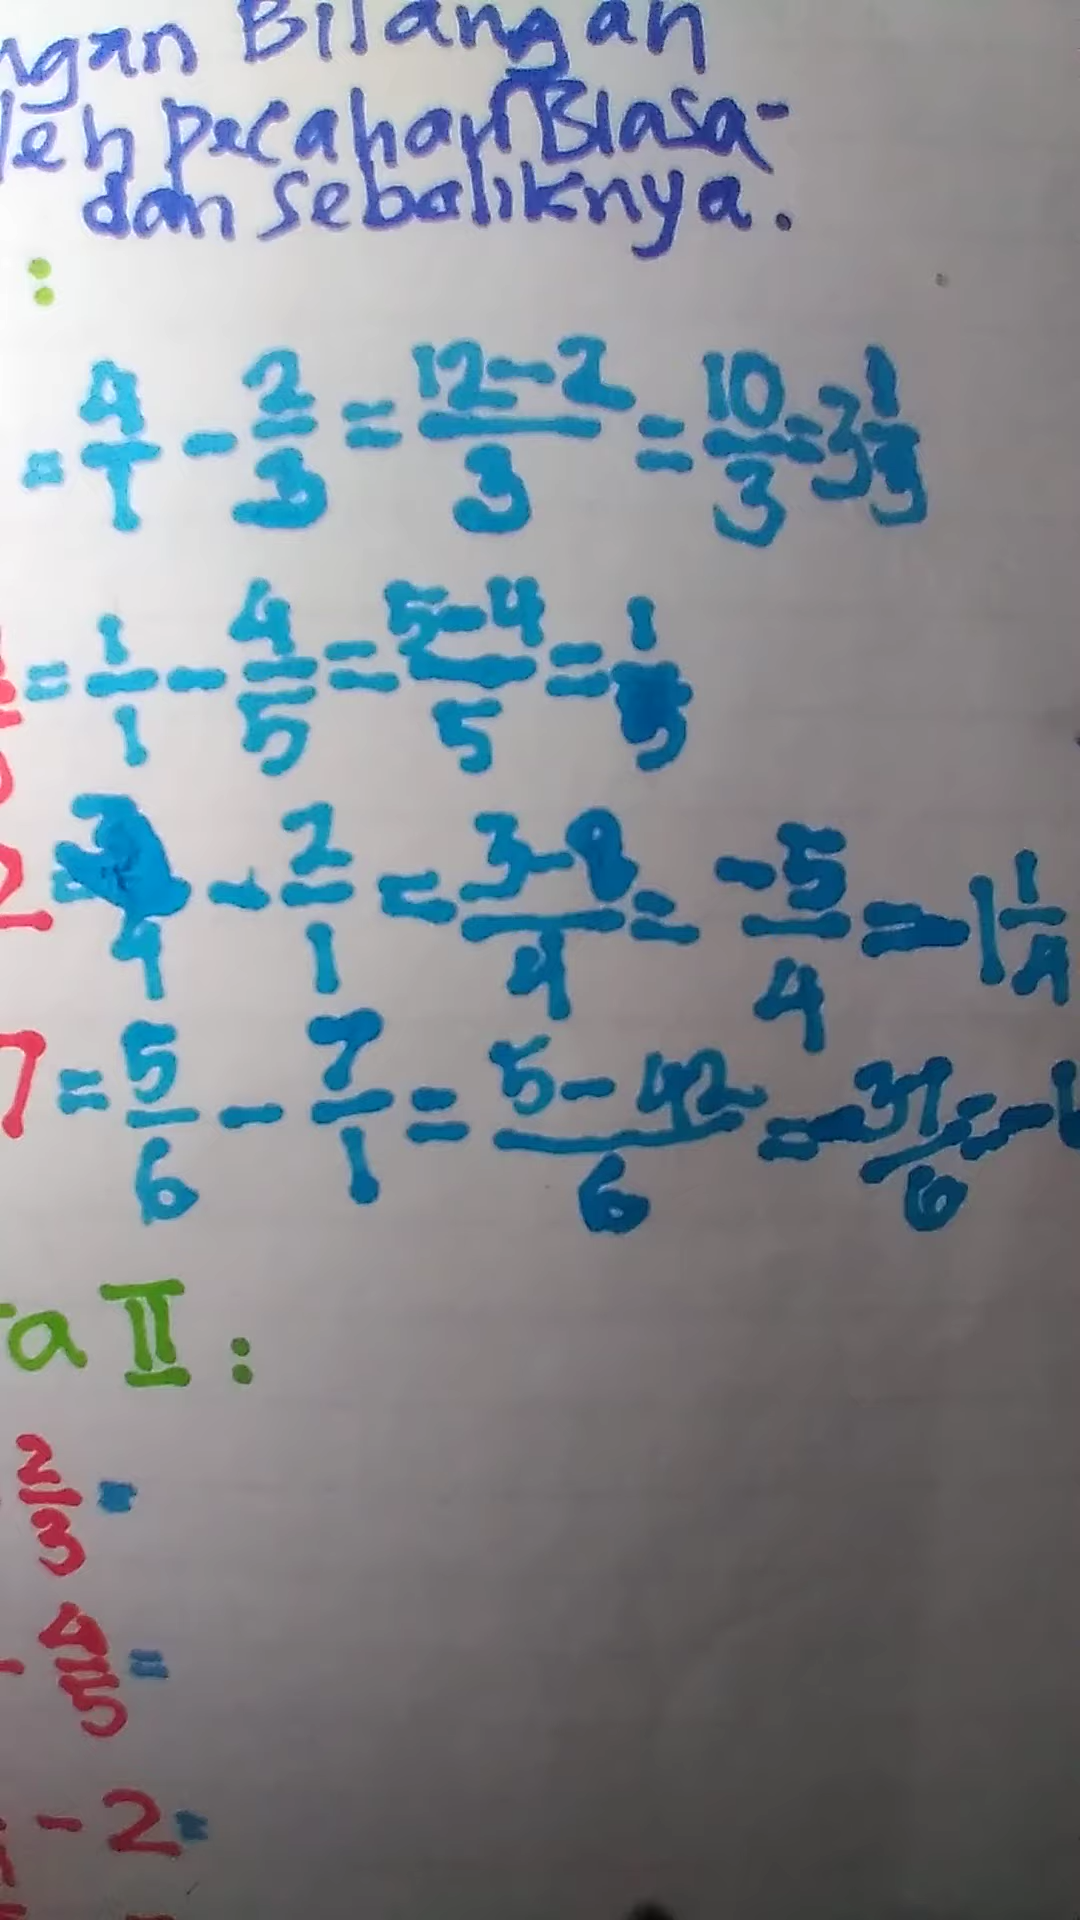 ngan Bilangan
leh Pecahan Biasa-
dan sebaliknya.
:
= 4/1 - 2/3 = 12-2/3 = 10/3 = 3 1/3
= 1/1 - 4/5 = 5-4/5 = 1/5
2 = 3/4 - 2/1 = 3-8/4 = -5/4 = -1 1/4
7 = 5/6 - 7/1 = 5-42/6 = -37/6 = -
a II :
2/3 =
- 4/5 =
- 2 =